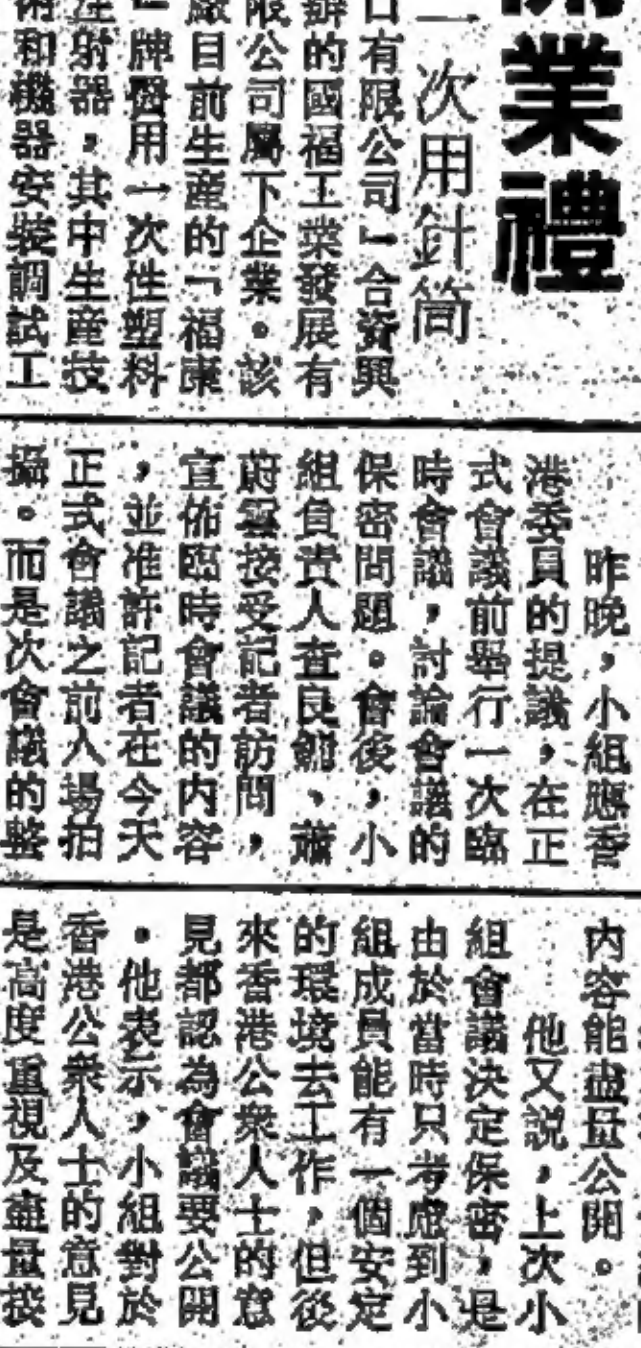 業禮
一次用針筒
口有限公司」合資興
辦的國福工業發展有
限公司屬下企業。該
廠目前生產的「福康
」牌醫用一次性塑料
注射器,其中生產技
術和機器安裝調試工
昨晚,小組應香
港委員的提議,在正
式會議前舉行一次臨
時會議,討論會議的
保密問題。會後,小
組負責人查良鏞、蕭
蔚雲接受記者訪問,
宣佈臨時會議的內容
,並准許記者在今天
正式會議之前入場拍
攝。而是次會議的整
內容能盡量公開。
他又說,上次小
組會議決定保密,是
由於當時只考慮到小
組成員能有一個安定
的環境去工作,但後
來香港公衆人士的意
見都認為會議要公開
。他表示,小組對於
香港公衆人士的意見
是高度重視及盡量接